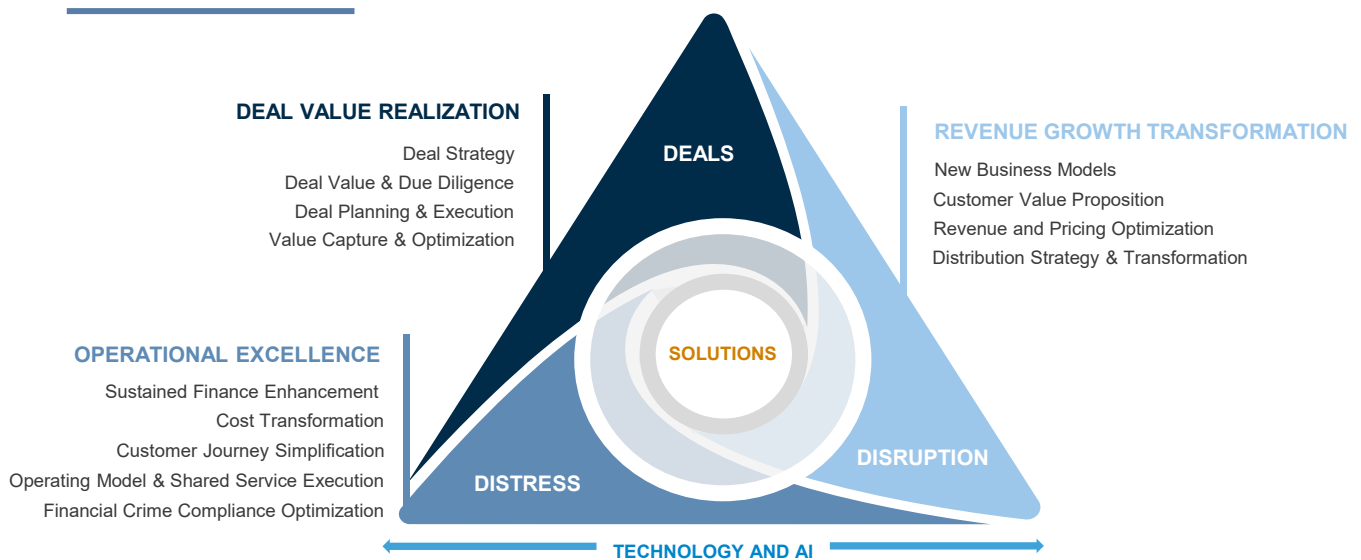 DEAL VALUE REALIZATION
Deal Strategy
Deal Value & Due Diligence
Deal Planning & Execution
Value Capture & Optimization
DEALS
REVENUE GROWTH TRANSFORMATION
New Business Models
Customer Value Proposition
Revenue and Pricing Optimization
Distribution Strategy & Transformation
OPERATIONAL EXCELLENCE
Sustained Finance Enhancement
Cost Transformation
Customer Journey Simplification
Operating Model & Shared Service Execution
Financial Crime Compliance Optimization
SOLUTIONS
DISTRESS
DISRUPTION
TECHNOLOGY AND AI